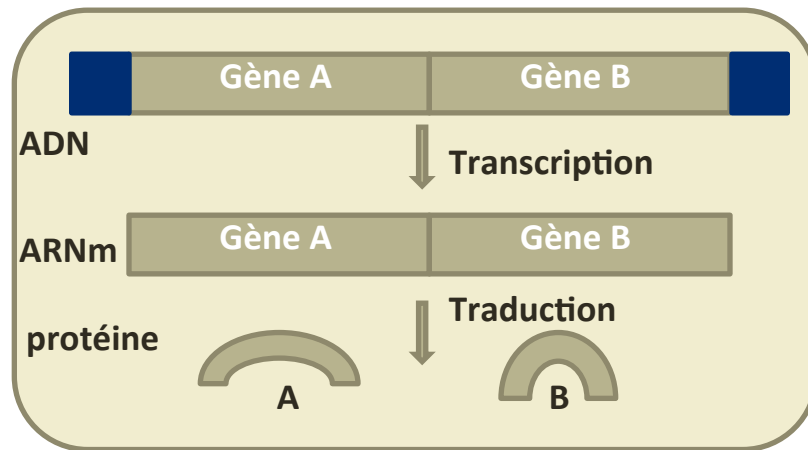 Gène A Gène B
ADN
Transcription
Gène A Gène B
ARNm
Traduction
protéine
A B